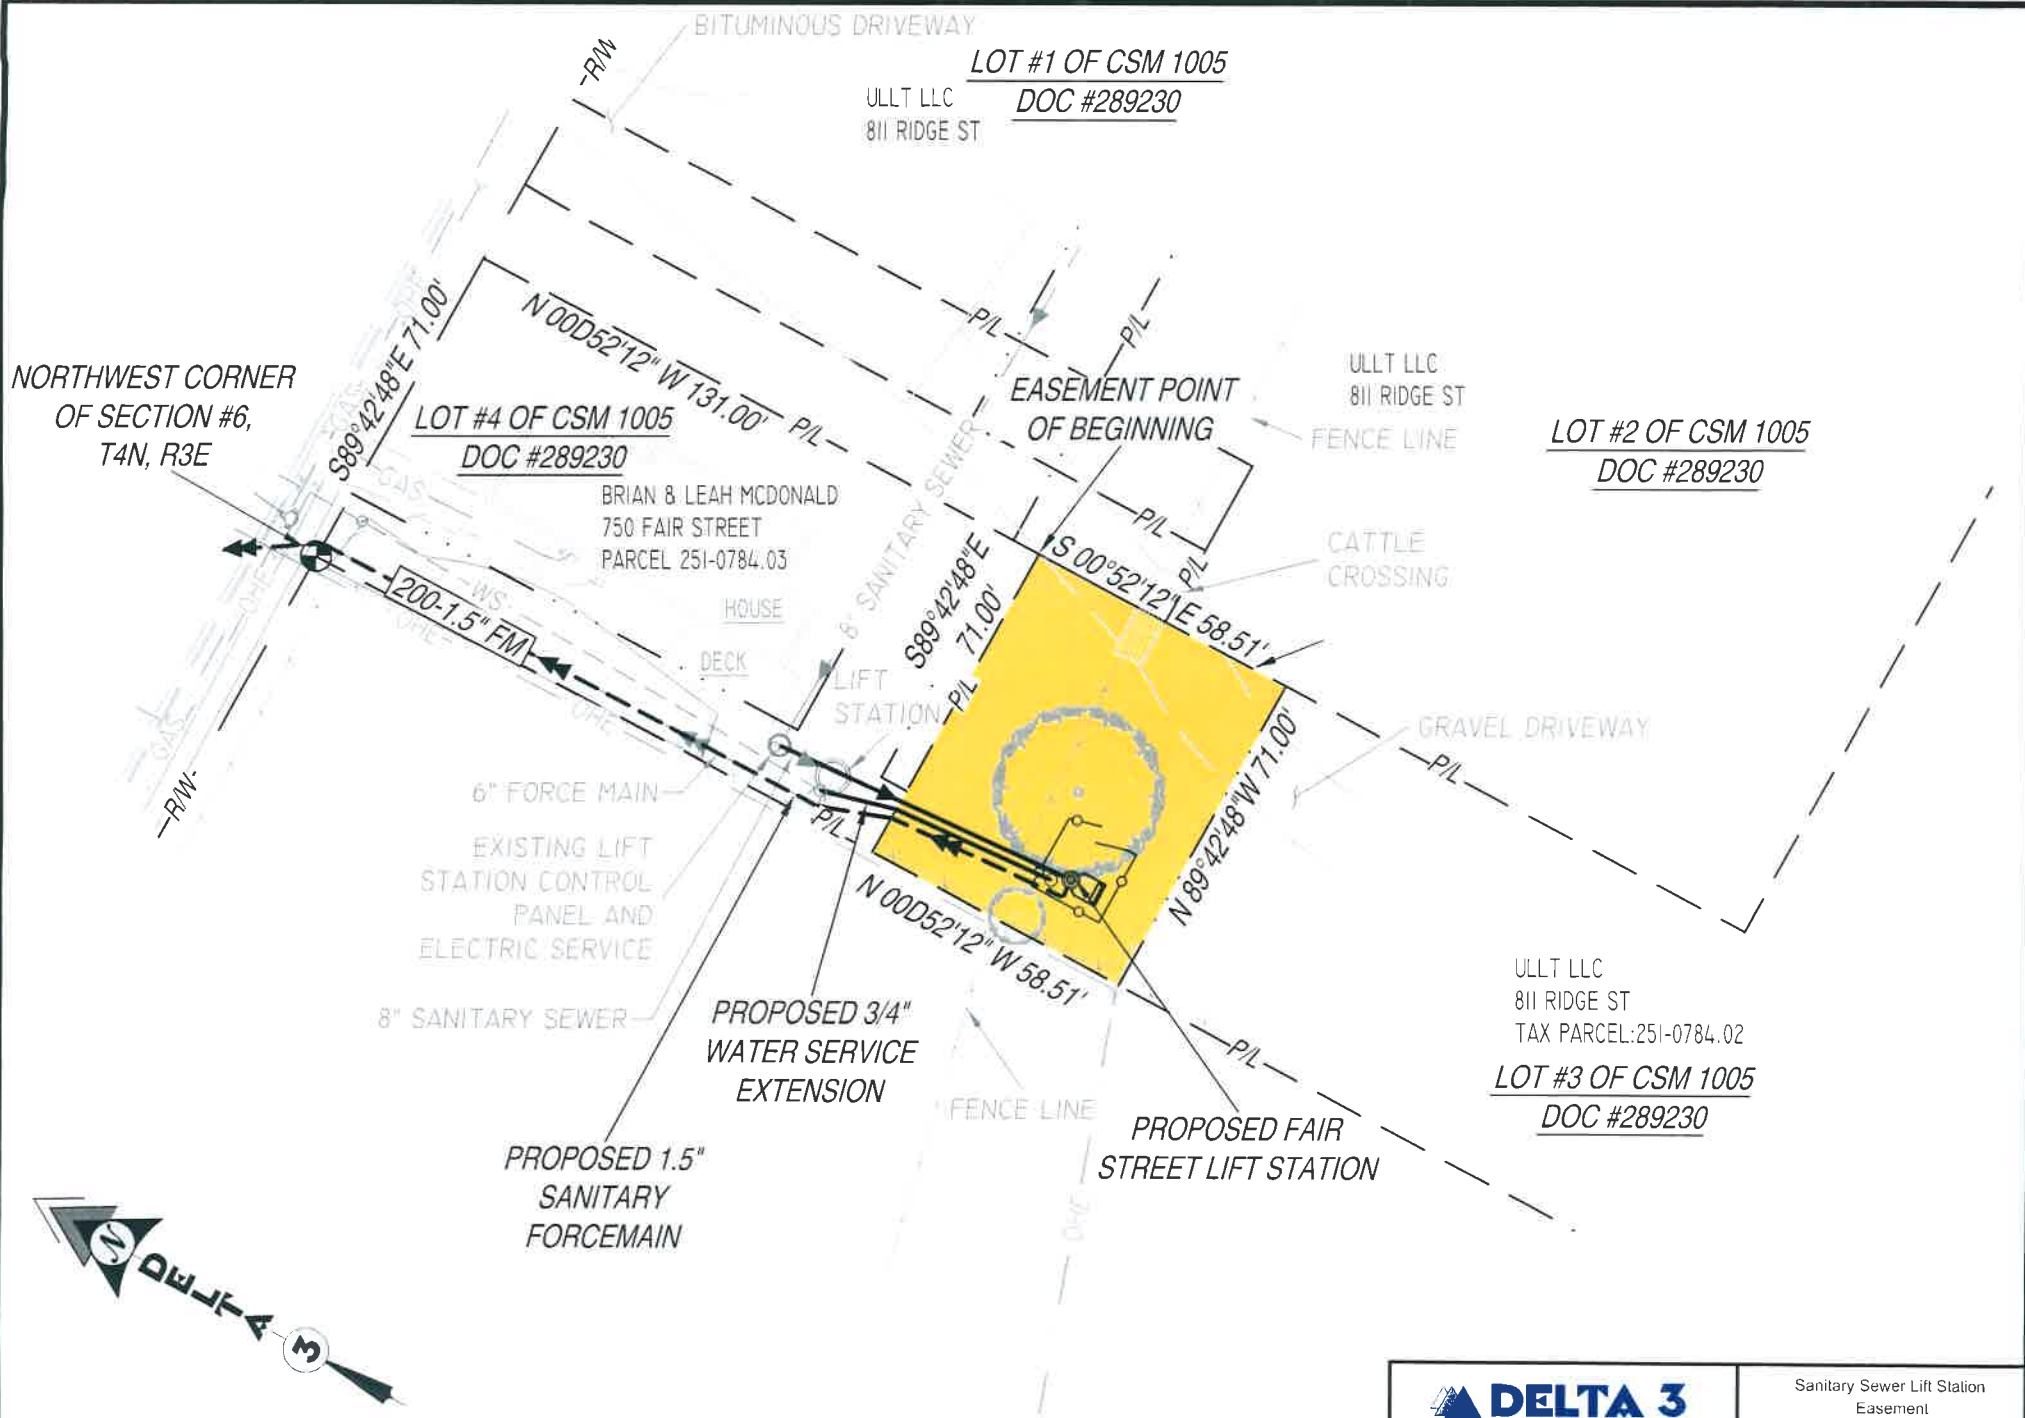 BITUMINOUS DRIVEWAY
-R/W
LOT #1 OF CSM 1005
DOC #289230
ULLT LLC
811 RIDGE ST
NORTHWEST CORNER
OF SECTION #6,
T4N, R3E
S89°42'48"E 71.00'
N 00D52'12" W 131.00'
P/L
P/L
P/L
LOT #4 OF CSM 1005
DOC #289230
BRIAN & LEAH MCDONALD
750 FAIR STREET
PARCEL 251-0784.03
HOUSE
DECK
EASEMENT POINT
OF BEGINNING
ULLT LLC
811 RIDGE ST
FENCE LINE
LOT #2 OF CSM 1005
DOC #289230
P/L
P/L
CATTLE
CROSSING
GAS
OHE
GAS
OHE
GAS
WS
OHE
OHE
200-1.5" FM
8" SANITARY SEWER
S89°42'48"E
71.00'
S 00°52'12"E 58.51'
P/L
LIFT
STATION
GRAVEL DRIVEWAY
P/L
N 89°42'48"W 71.00'
-R/W-
6" FORCE MAIN
P/L
EXISTING LIFT
STATION CONTROL
PANEL AND
ELECTRIC SERVICE
N 00D52'12" W 58.51'
8" SANITARY SEWER
PROPOSED 3/4"
WATER SERVICE
EXTENSION
ULLT LLC
811 RIDGE ST
TAX PARCEL:251-0784.02
LOT #3 OF CSM 1005
DOC #289230
P/L
FENCE LINE
PROPOSED FAIR
STREET LIFT STATION
PROPOSED 1.5"
SANITARY
FORCEMAIN
OHE
N
DELTA
3
DELTA 3
Sanitary Sewer Lift Station
Easement